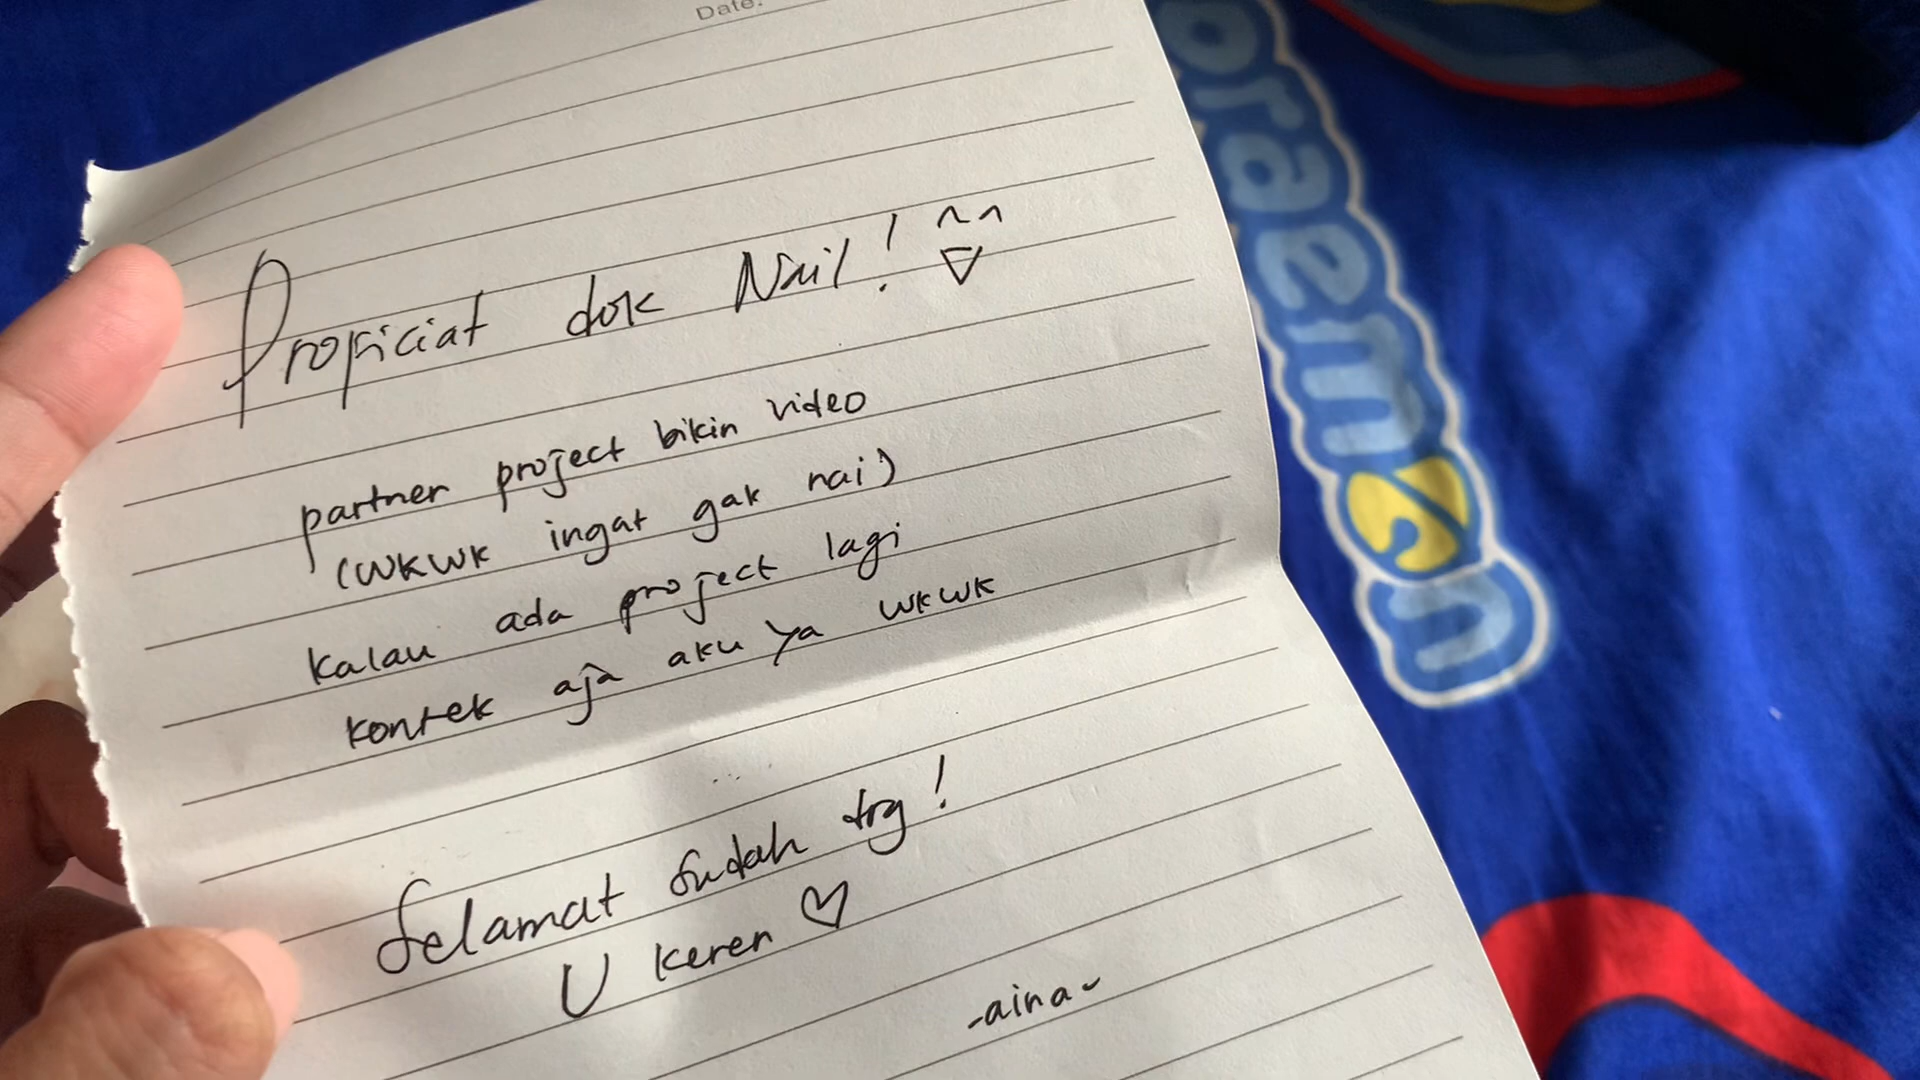 Date:
Proficiat dok Nail! ^^
partner project bikin video
(wkwk ingat gak nai)
kalau ada project lagi
kontek aja aku ya wkwk
Selamat sudah trg!
U keren ♡
-aina~
oraemon